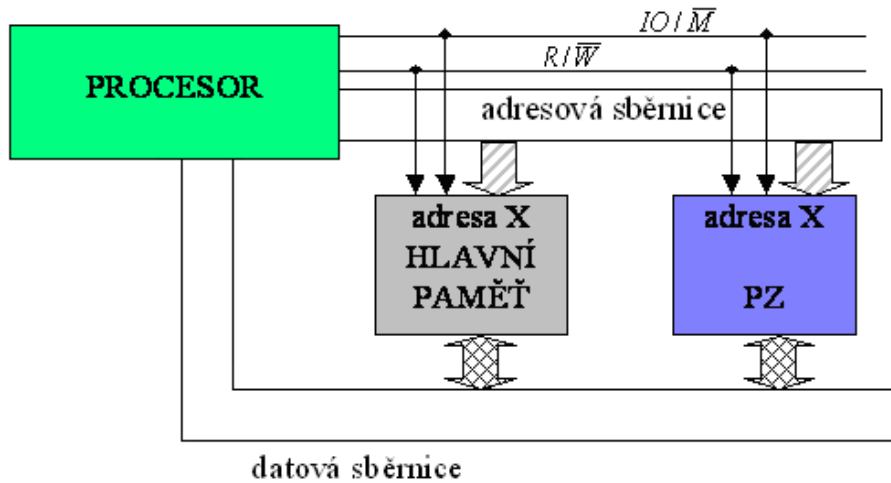 IO / M̅
R / W̅
PROCESOR
adresová sběrnice
adresa X
HLAVNÍ
PAMĚŤ
adresa X
PZ
datová sběrnice